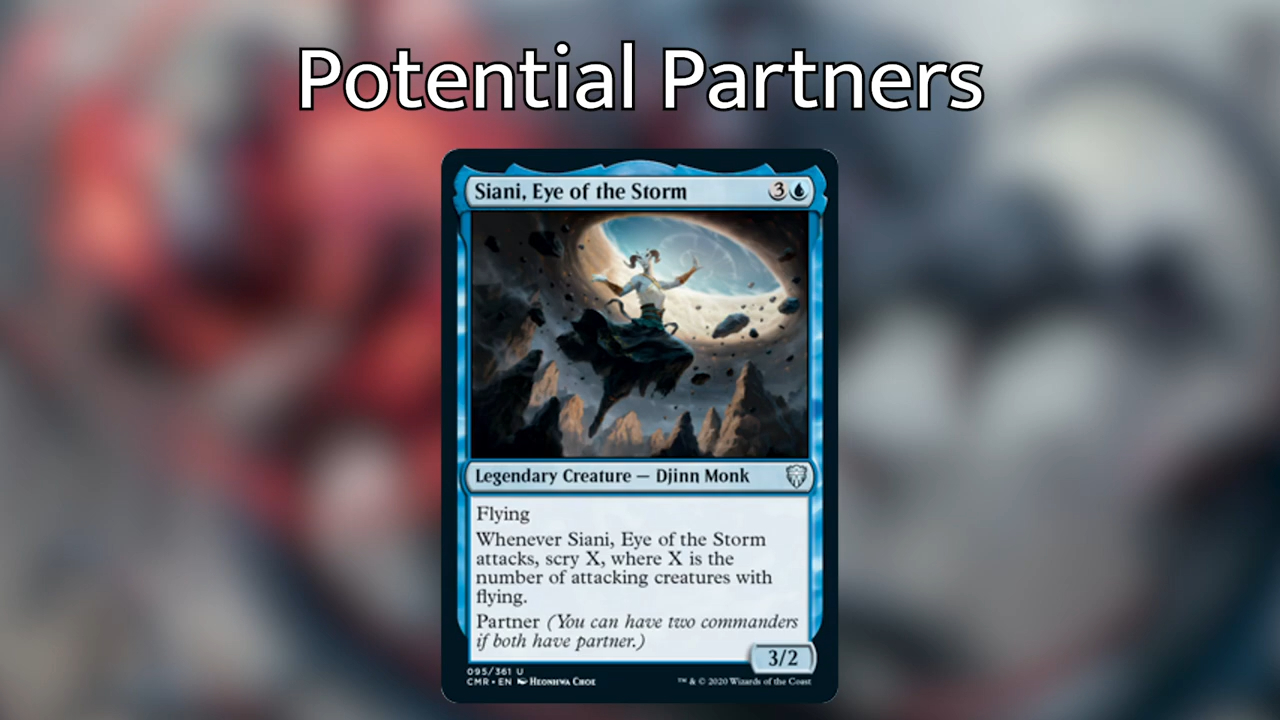 Potential Partners
Siani, Eye of the Storm 3
Legendary Creature — Djinn Monk
Flying
Whenever Siani, Eye of the Storm
attacks, scry X, where X is the
number of attacking creatures with
flying.
Partner (You can have two commanders
if both have partner.)
3/2
095/361 U
CMR • EN Heonhwa Choe
™ & © 2020 Wizards of the Coast